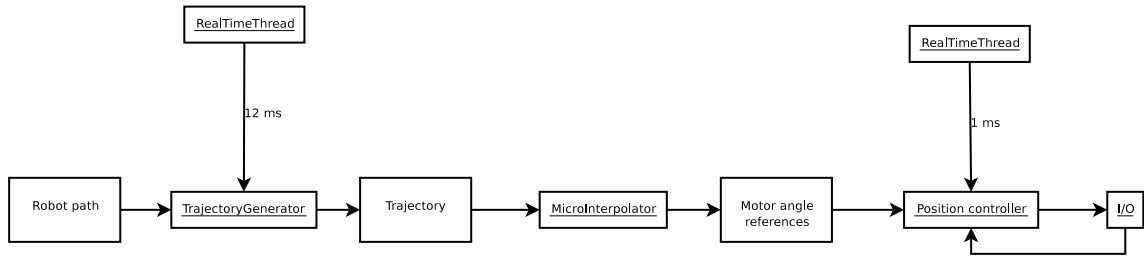 RealTimeThread
RealTimeThread
12 ms
1 ms
Robot path
TrajectoryGenerator
Trajectory
MicroInterpolator
Motor angle
references
Position controller
I/O